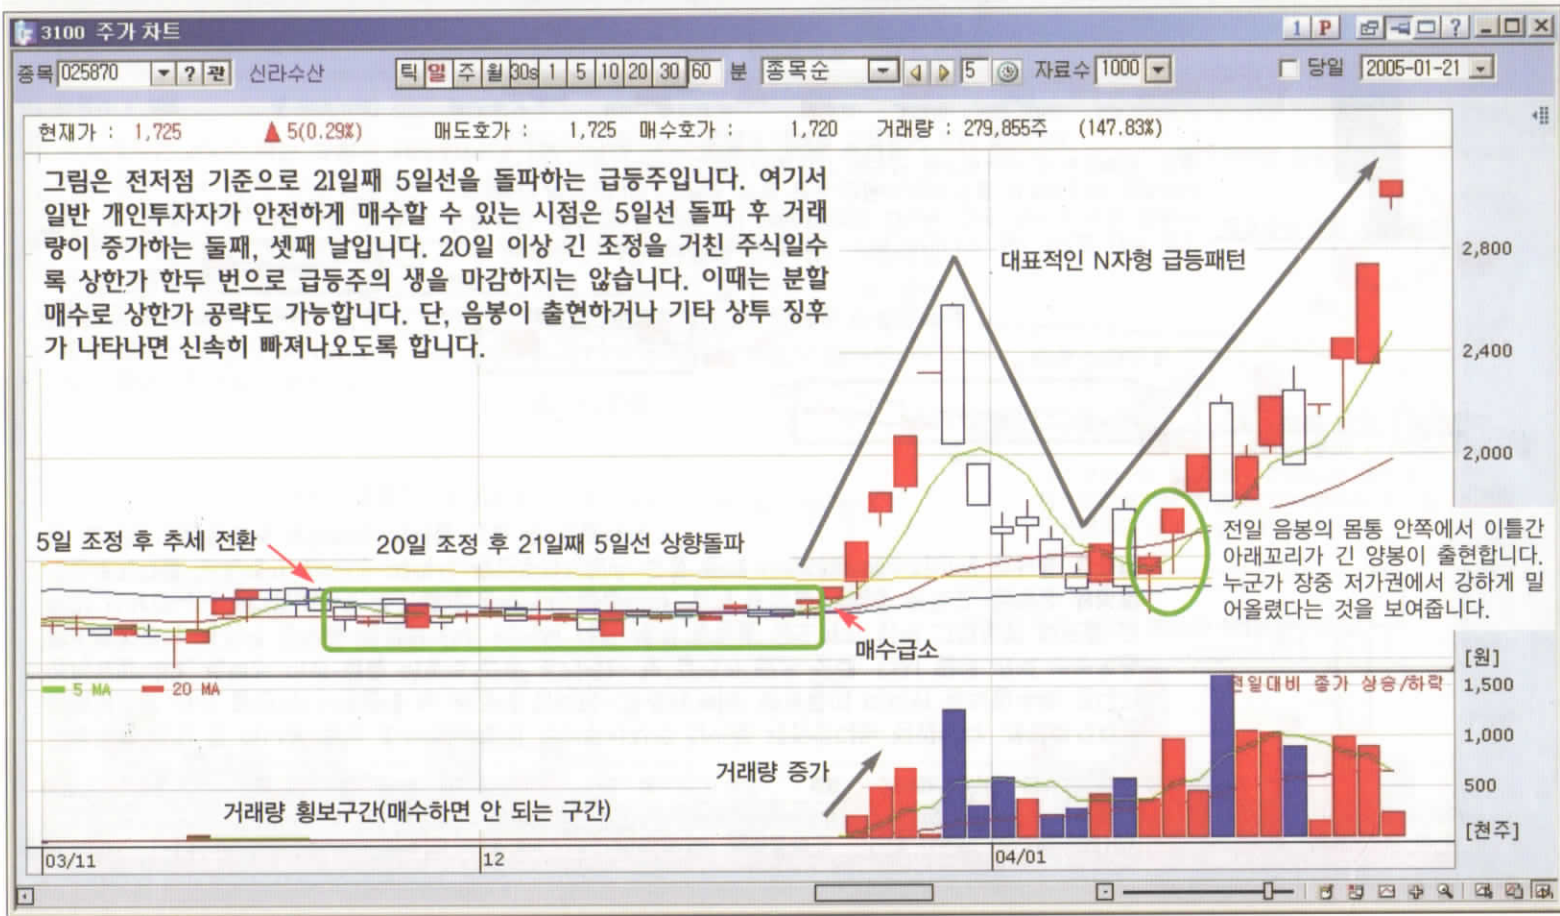 3100 주가 차트
1 P ?
종목 025870 ? 관 신라수산 틱 일 주 월 30s 1 5 10 20 30 60 분 종목순 5 자료수 1000 당일 2005-01-21
현재가 : 1,725 ▲ 5(0.29%) 매도호가 : 1,725 매수호가 : 1,720 거래량 : 279,855주 (147.83%)
그림은 전저점 기준으로 21일째 5일선을 돌파하는 급등주입니다. 여기서
일반 개인투자자가 안전하게 매수할 수 있는 시점은 5일선 돌파 후 거래
량이 증가하는 둘째, 셋째 날입니다. 20일 이상 긴 조정을 거친 주식일수
록 상한가 한두 번으로 급등주의 생을 마감하지는 않습니다. 이때는 분할
매수로 상한가 공략도 가능합니다. 단, 음봉이 출현하거나 기타 상투 징후
가 나타나면 신속히 빠져나오도록 합니다.
대표적인 N자형 급등패턴
2,800
2,400
2,000
5일 조정 후 추세 전환
20일 조정 후 21일째 5일선 상향돌파
전일 음봉의 몸통 안쪽에서 이틀간
아래꼬리가 긴 양봉이 출현합니다.
누군가 장중 저가권에서 강하게 밀
어올렸다는 것을 보여줍니다.
매수급소
[원]
5 MA 20 MA
전일대비 종가 상승/하락
1,500
1,000
500
[천주]
거래량 증가
거래량 횡보구간(매수하면 안 되는 구간)
03/11 12 04/01